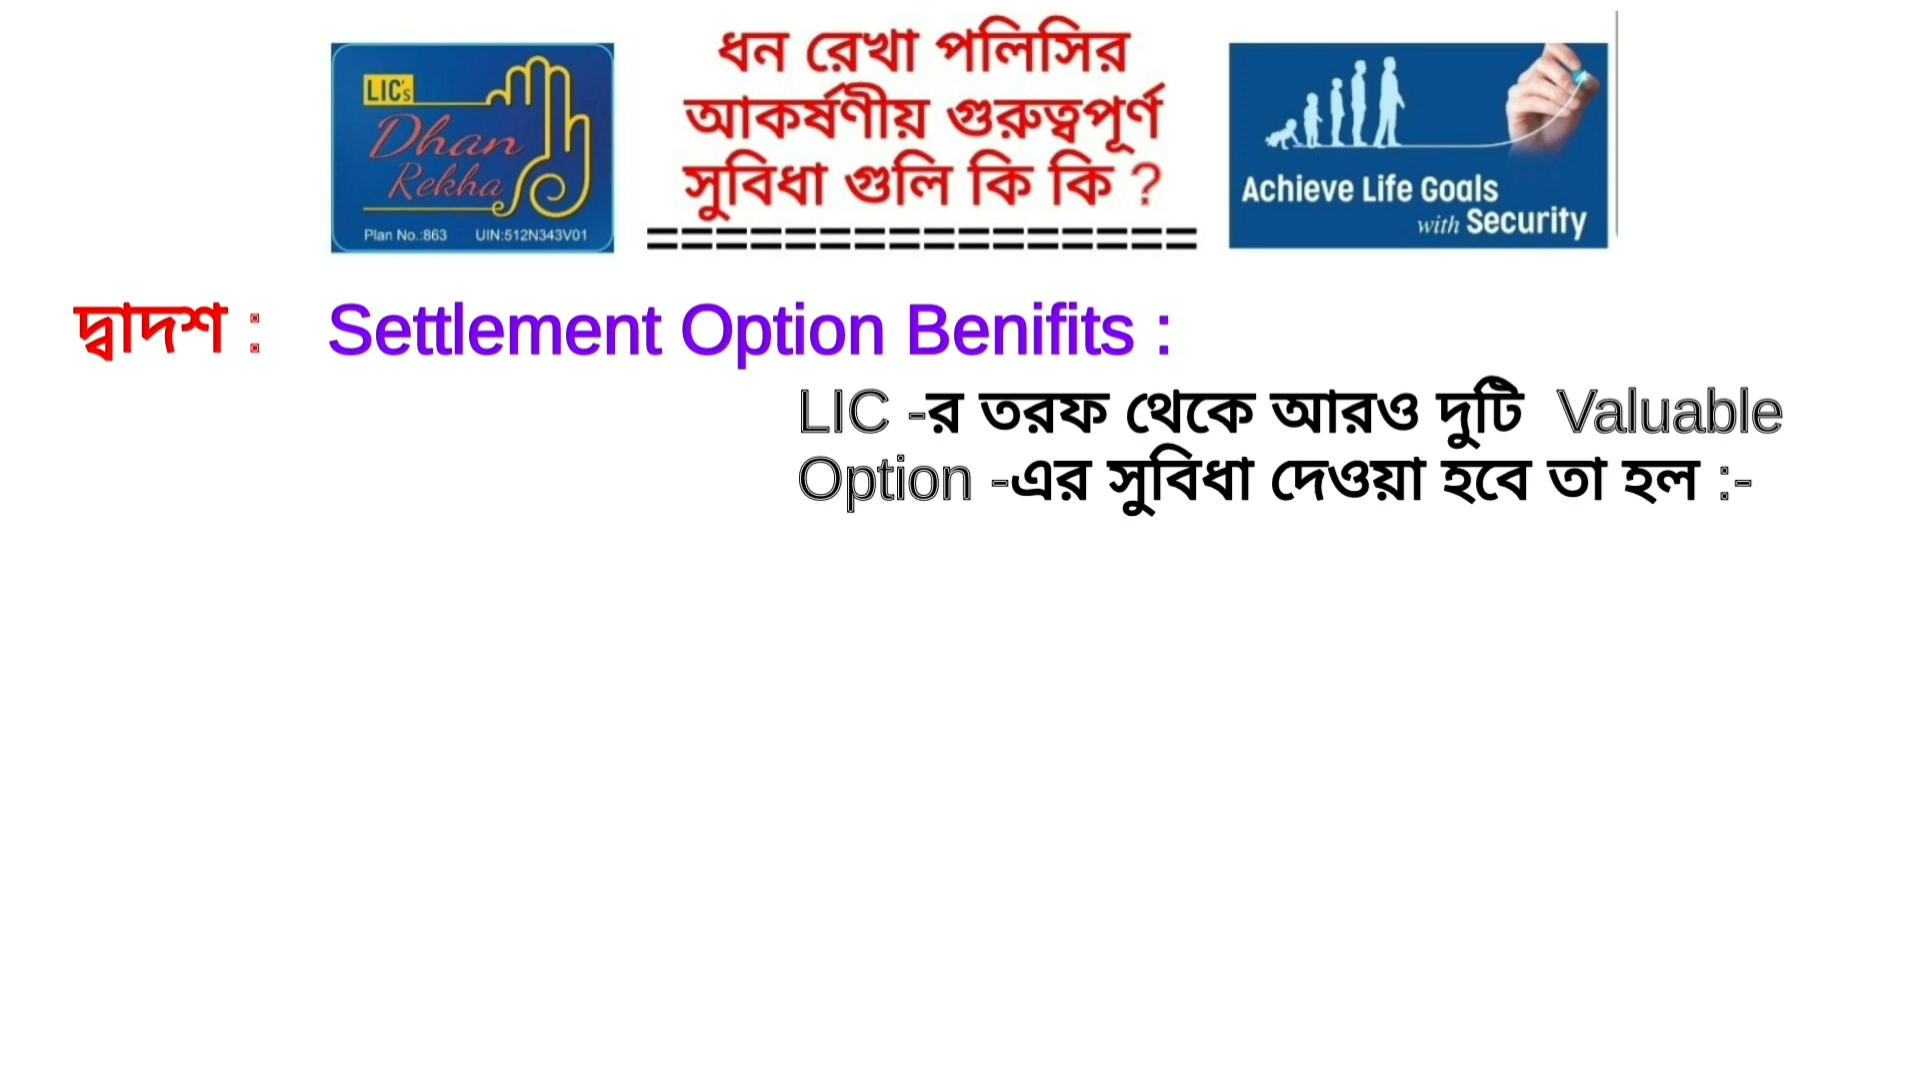 ধন রেখা পলিসির
আকর্ষণীয় গুরুত্বপূর্ণ
সুবিধা গুলি কি কি ?
=================
LIC's
Dhan
Rekha
Plan No.:863 UIN:512N343V01
Achieve Life Goals
with Security
দ্বাদশ : Settlement Option Benifits :
LIC -র তরফ থেকে আরও দুটি Valuable
Option -এর সুবিধা দেওয়া হবে তা হল :-